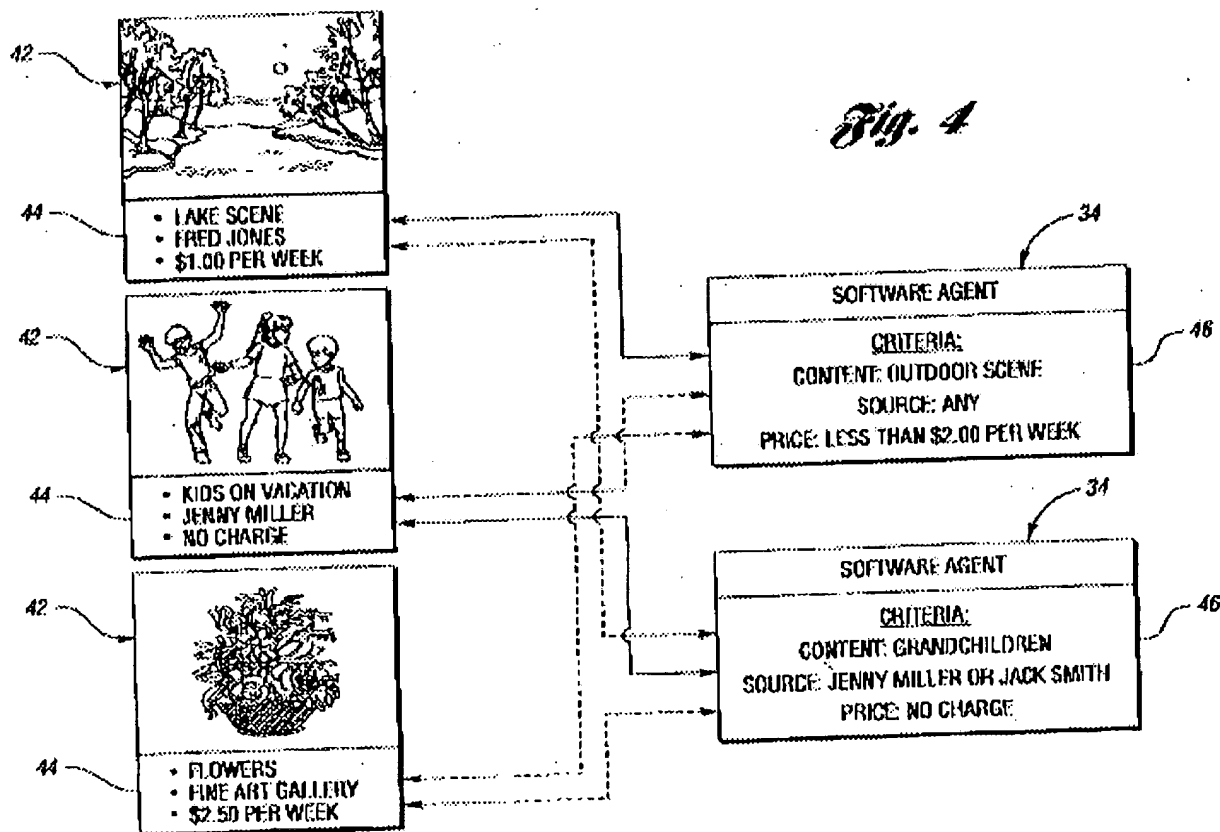 Fig. 4
42
44
• LAKE SCENE
• FRED JONES
• $1.00 PER WEEK
42
44
• KIDS ON VACATION
• JENNY MILLER
• NO CHARGE
42
44
• FLOWERS
• FINE ART GALLERY
• $2.50 PER WEEK
34
SOFTWARE AGENT
46
CRITERIA:
CONTENT: OUTDOOR SCENE
SOURCE: ANY
PRICE: LESS THAN $2.00 PER WEEK
34
SOFTWARE AGENT
46
CRITERIA:
CONTENT: GRANDCHILDREN
SOURCE: JENNY MILLER OR JACK SMITH
PRICE: NO CHARGE